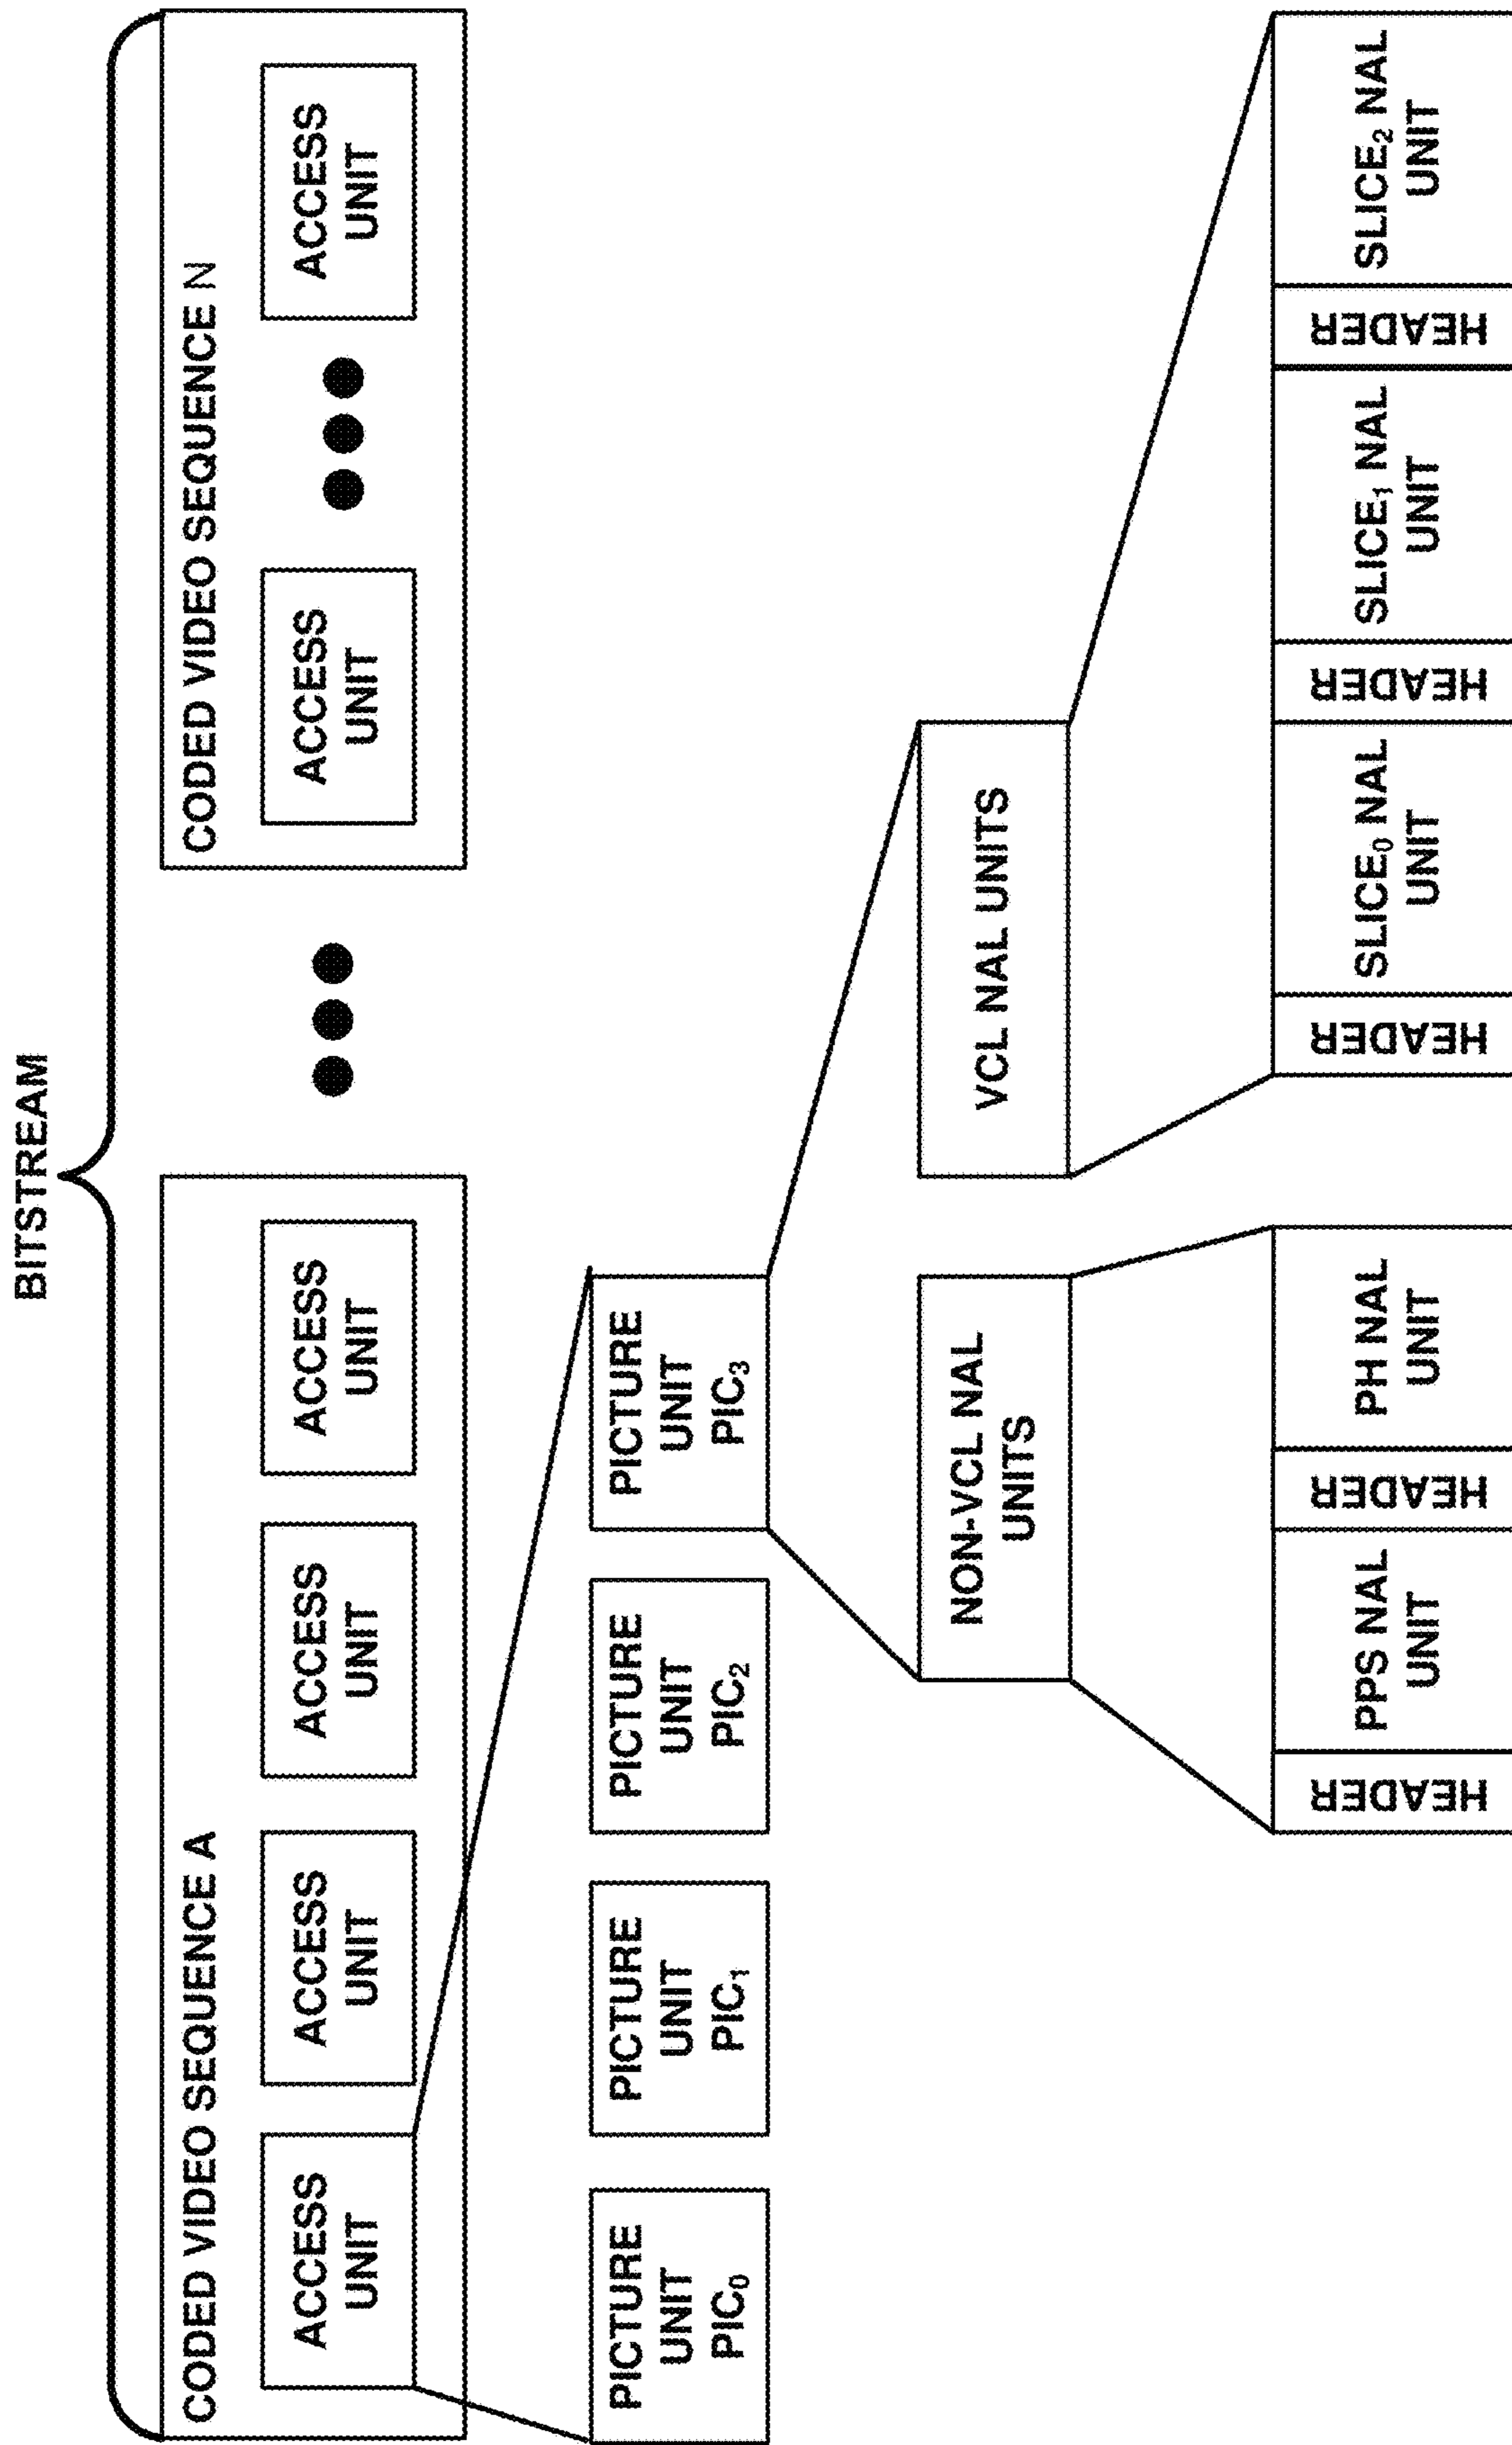 BITSTREAM
CODED VIDEO SEQUENCE A
ACCESS
UNIT
ACCESS
UNIT
ACCESS
UNIT
ACCESS
UNIT
CODED VIDEO SEQUENCE N
ACCESS
UNIT
ACCESS
UNIT
PICTURE
UNIT
PIC₀
PICTURE
UNIT
PIC₁
PICTURE
UNIT
PIC₂
PICTURE
UNIT
PIC₃
NON-VCL NAL
UNITS
VCL NAL UNITS
HEADER
PPS NAL
UNIT
HEADER
PH NAL
UNIT
HEADER
SLICE₀ NAL
UNIT
HEADER
SLICE₁ NAL
UNIT
HEADER
SLICE₂ NAL
UNIT